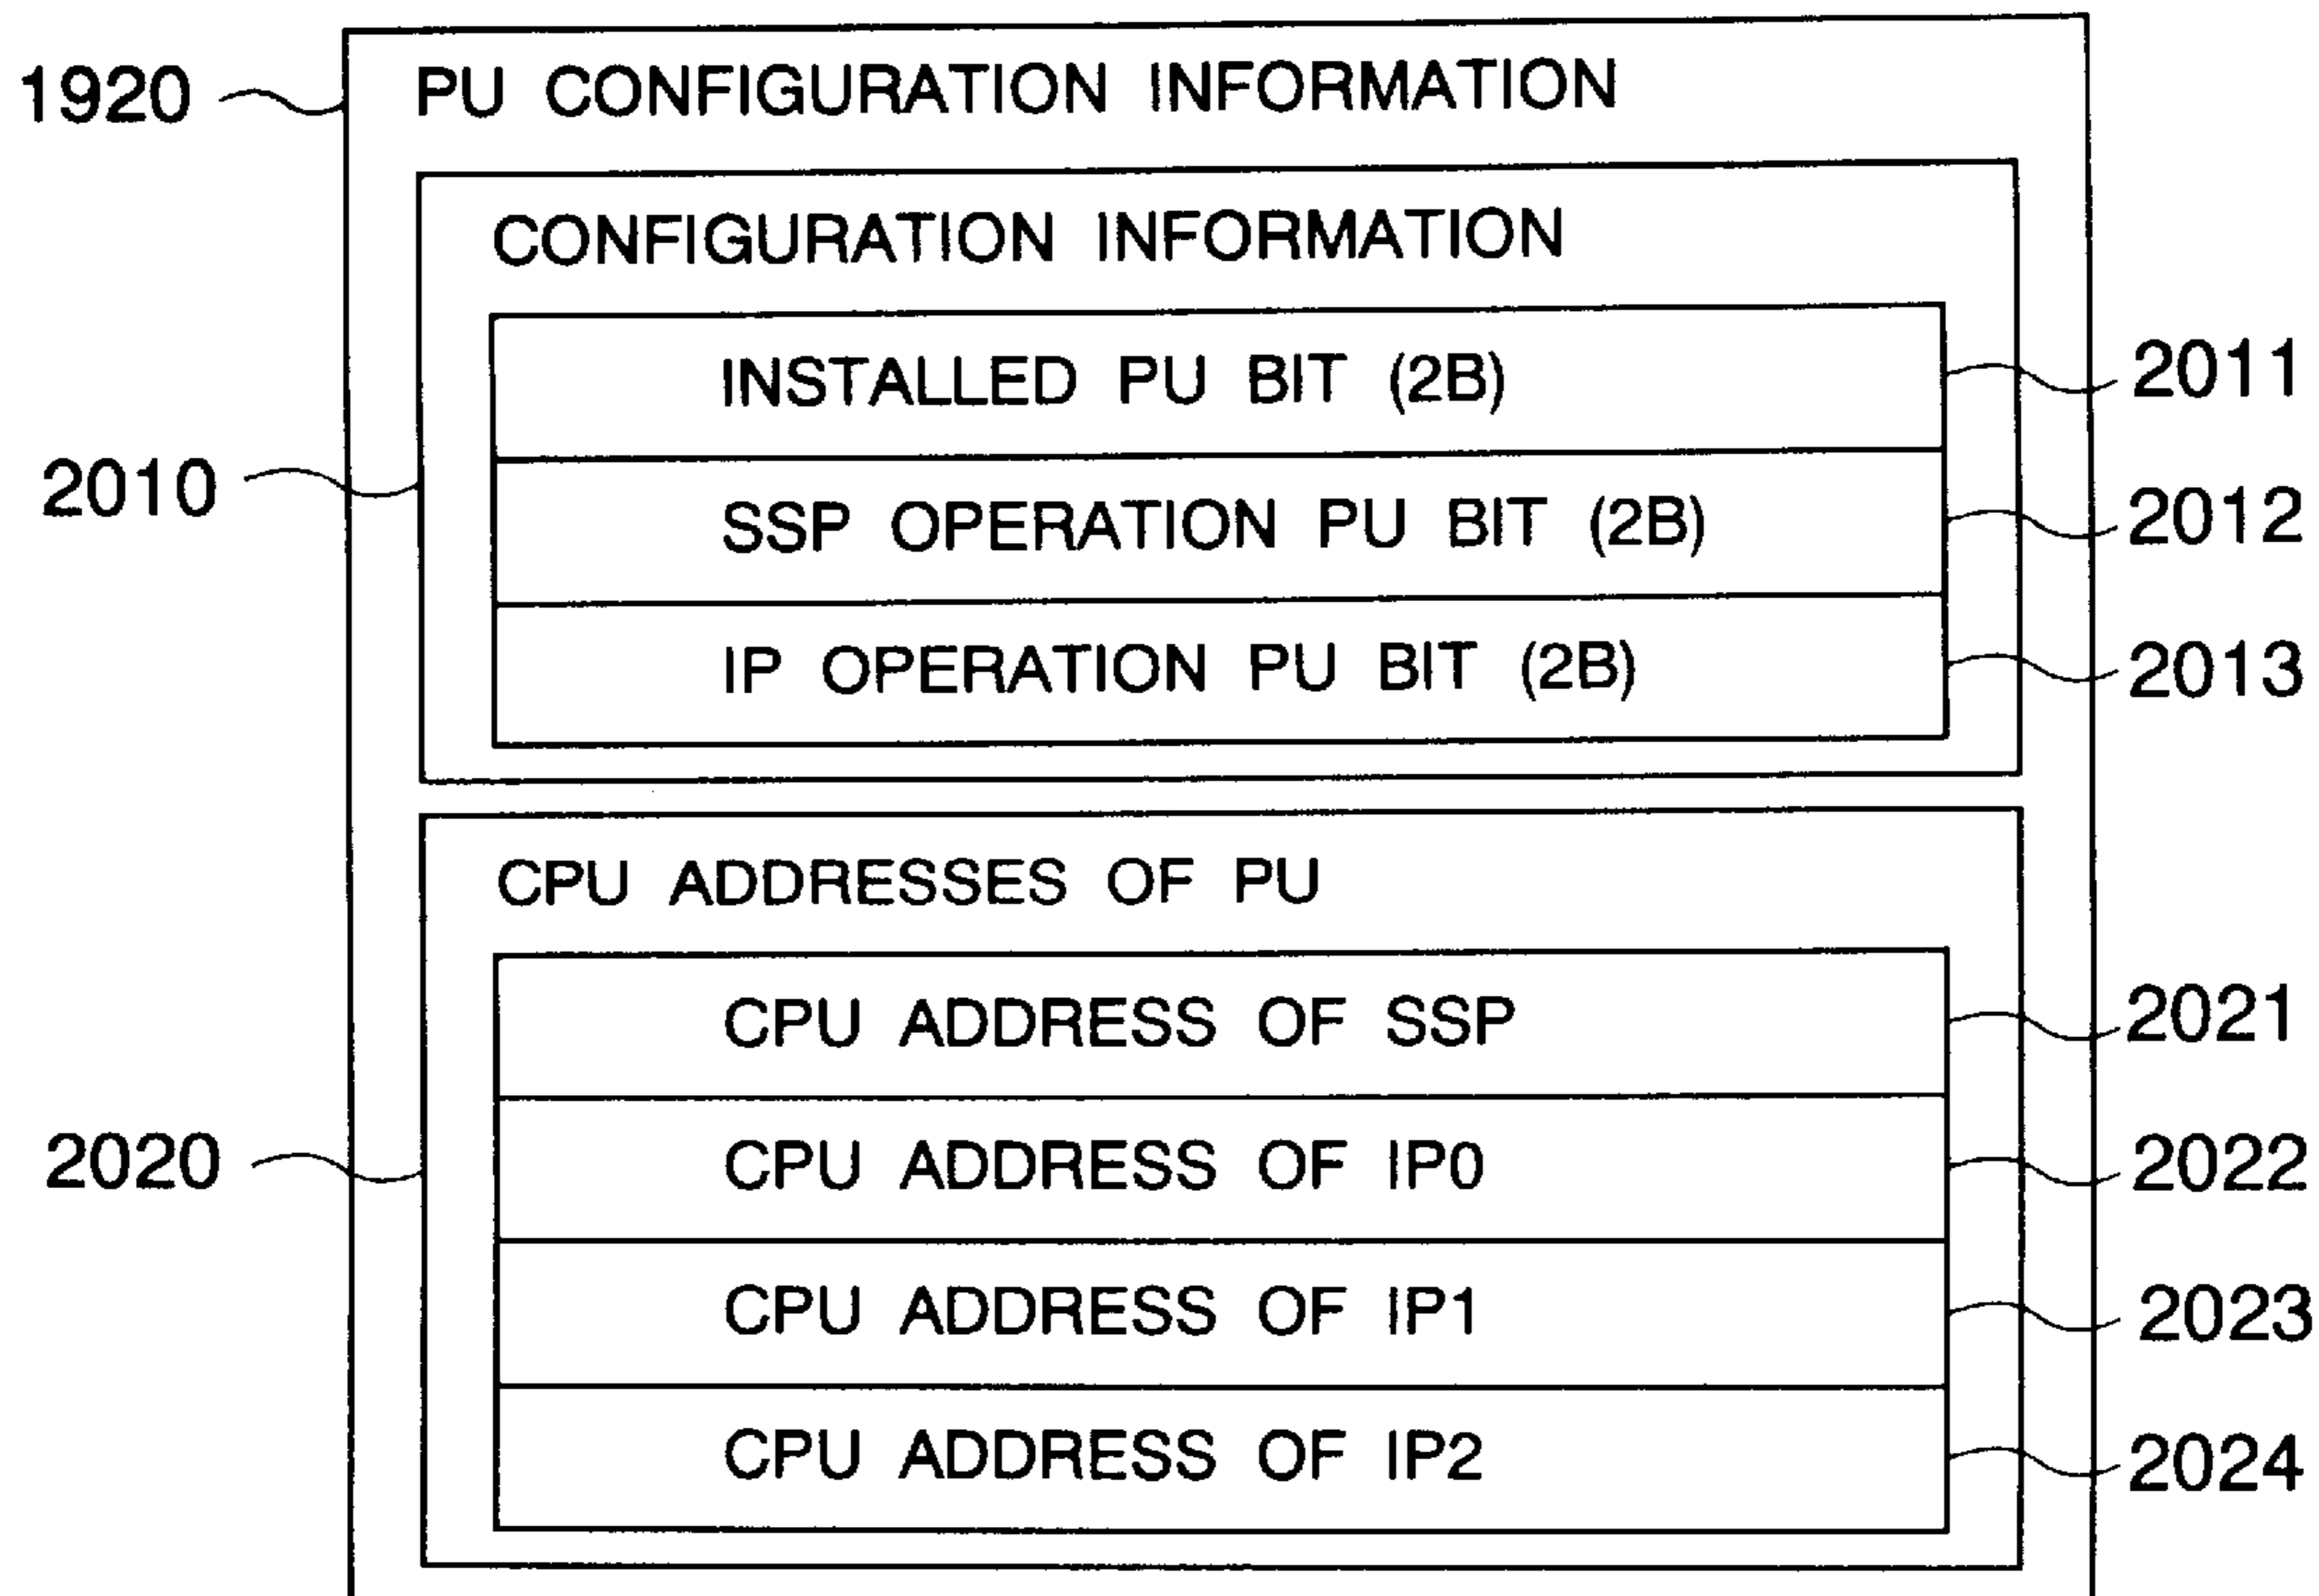 1920
PU CONFIGURATION INFORMATION
CONFIGURATION INFORMATION
INSTALLED PU BIT (2B)
2011
2010
SSP OPERATION PU BIT (2B)
2012
IP OPERATION PU BIT (2B)
2013
CPU ADDRESSES OF PU
CPU ADDRESS OF SSP
2021
2020
CPU ADDRESS OF IP0
2022
CPU ADDRESS OF IP1
2023
CPU ADDRESS OF IP2
2024